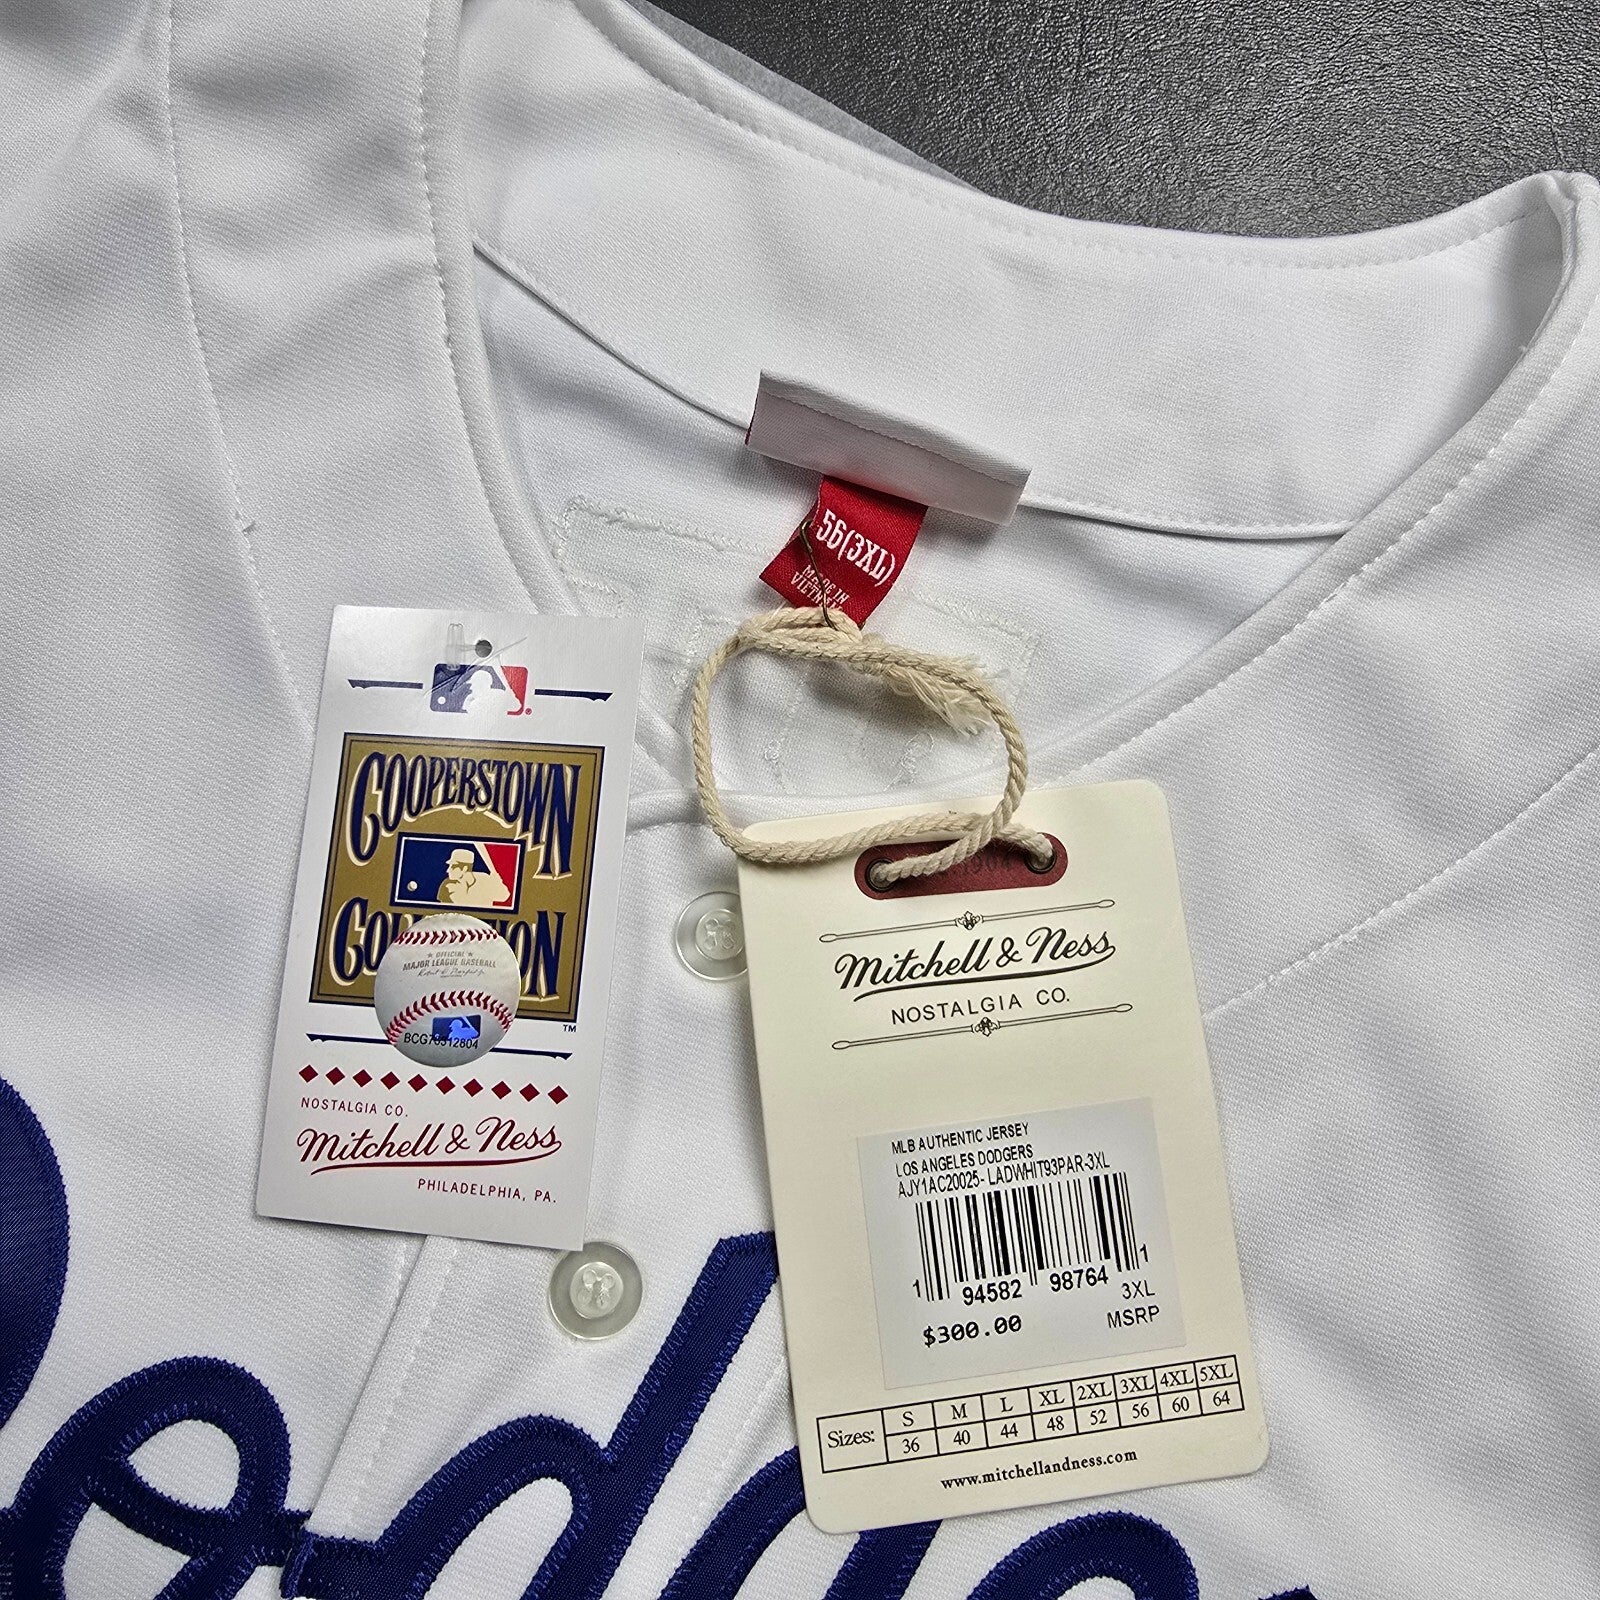 56(3XL)
MADE IN
VIETNAM
COOPERSTOWN
COLLECTION
★ OFFICIAL ★
MAJOR LEAGUE BASEBALL
BCG70312804
TM
NOSTALGIA CO.
Mitchell & Ness
PHILADELPHIA, PA.
Mitchell & Ness
NOSTALGIA CO.
MLB AUTHENTIC JERSEY
LOS ANGELES DODGERS
AJY1AC20025- LADWHIT93PAR-3XL
1 94582 98764 1
$300.00 3XL
MSRP
Sizes: S M L XL 2XL 3XL 4XL 5XL
36 40 44 48 52 56 60 64
www.mitchellandness.com